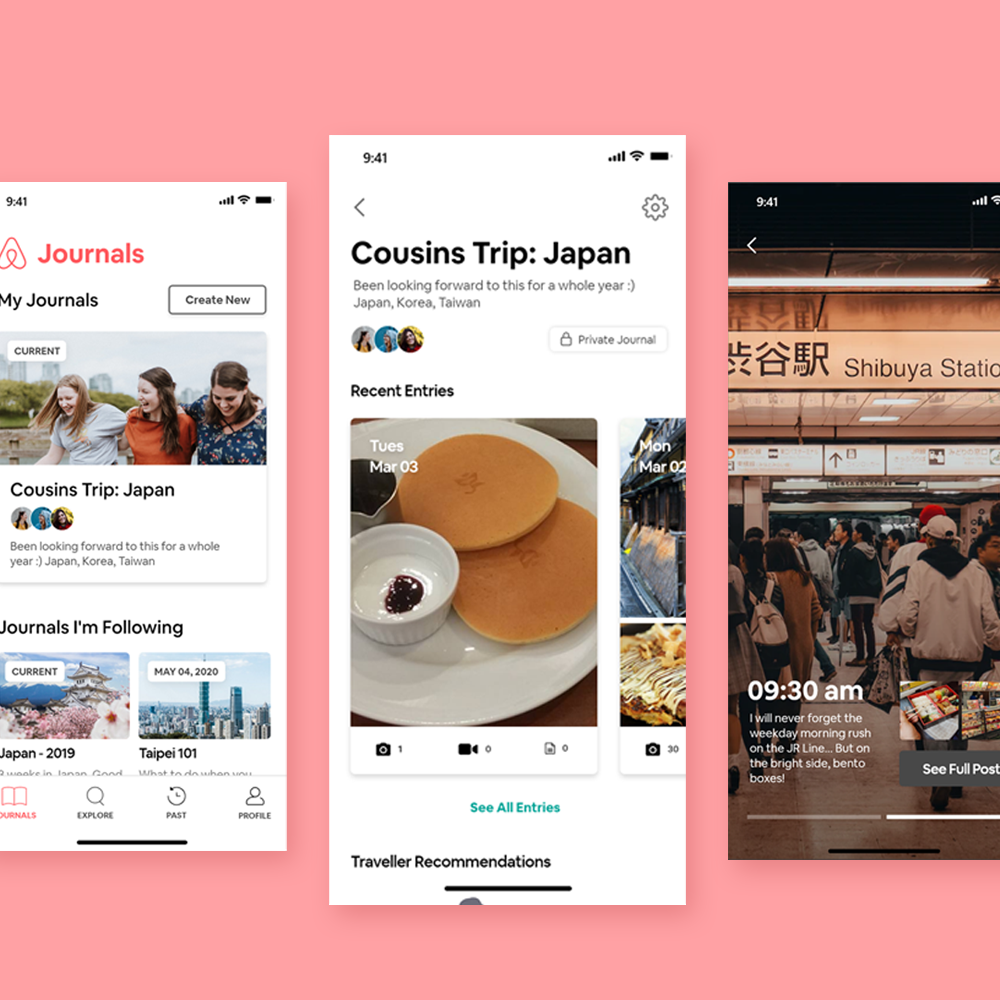 9:41
Journals
My Journals
Create New
CURRENT
Cousins Trip: Japan
Been looking forward to this for a whole
year :) Japan, Korea, Taiwan
Journals I'm Following
CURRENT
MAY 04, 2020
Japan - 2019
Taipei 101
weeks in Japan. Good
What to do when you
OURNALS
EXPLORE
PAST
PROFILE
9:41
Cousins Trip: Japan
Been looking forward to this for a whole year :)
Japan, Korea, Taiwan
Private Journal
Recent Entries
Tues
Mar 03
Mon
Mar 02
1
0
0
30
See All Entries
Traveller Recommendations
9:41
渋谷駅 Shibuya Statio
09:30 am
I will never forget the
weekday morning rush
on the JR Line... But on
the bright side, bento
boxes!
See Full Post